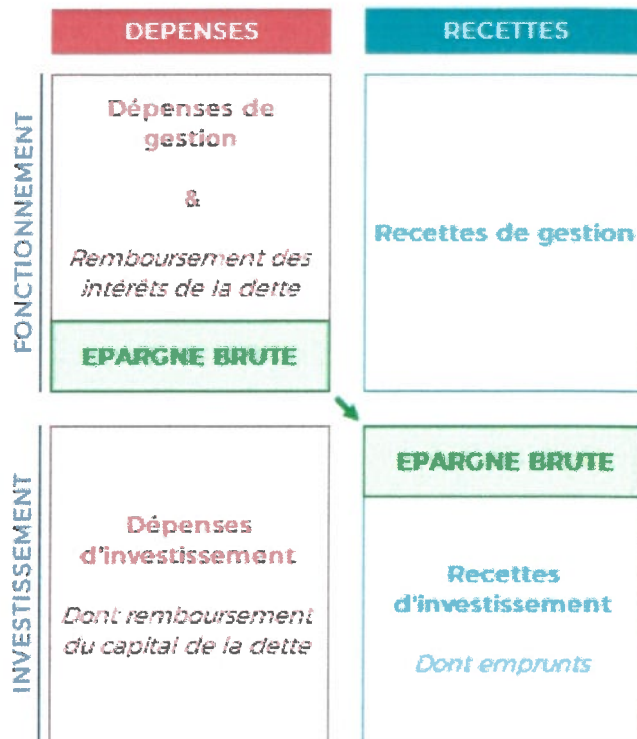 DEPENSES
RECETTES
FONCTIONNEMENT
Dépenses de
gestion
&
Remboursement des
intérêts de la dette
EPARGNE BRUTE
Recettes de gestion
INVESTISSEMENT
Dépenses
d'investissement
Dont remboursement
du capital de la dette
EPARGNE BRUTE
Recettes
d'investissement
Dont emprunts